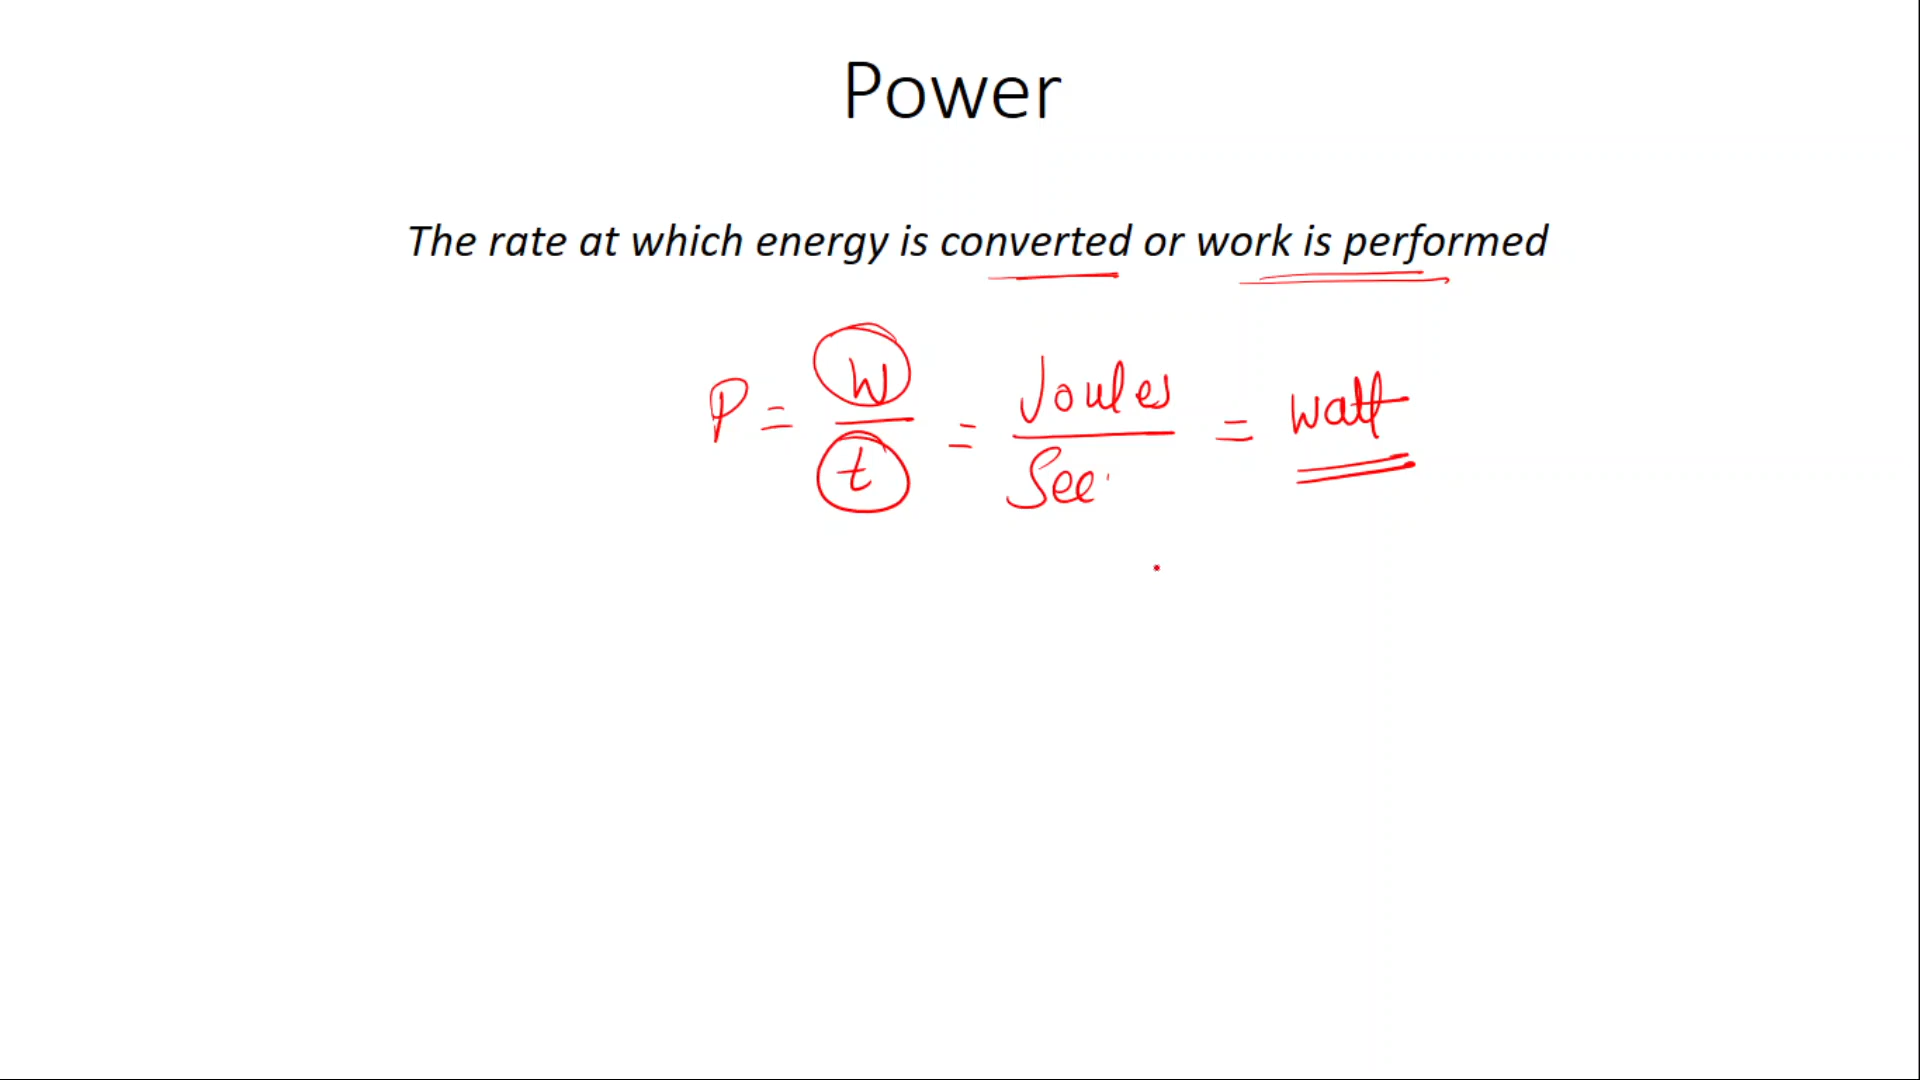 Power
The rate at which energy is converted or work is performed
P = W/t = Joules/Sec. = watt